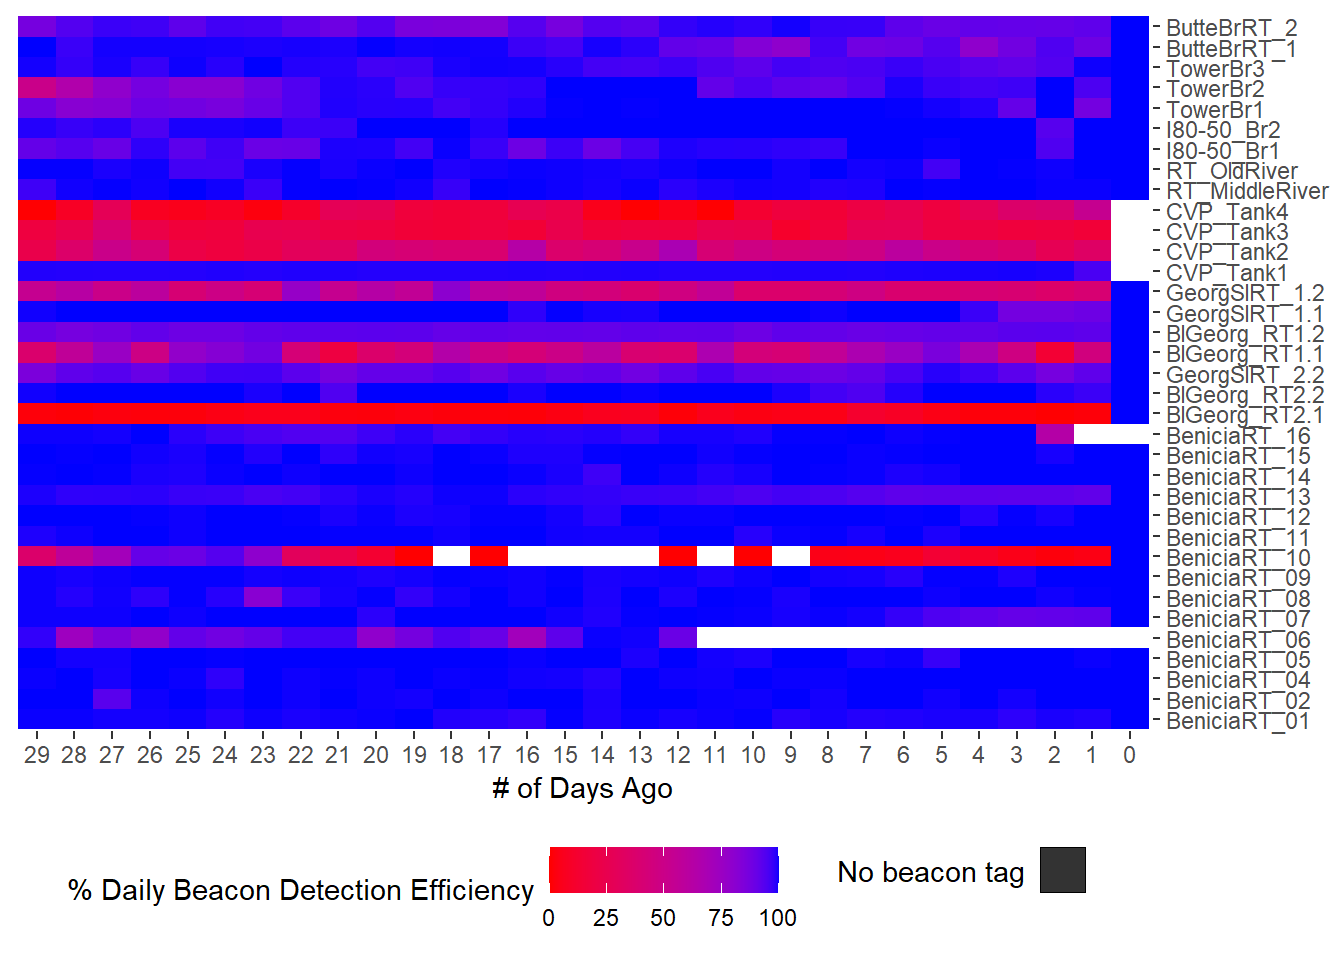 ButteBrRT_2
ButteBrRT_1
TowerBr3
TowerBr2
TowerBr1
I80-50_Br2
I80-50_Br1
RT_OldRiver
RT_MiddleRiver
CVP_Tank4
CVP_Tank3
CVP_Tank2
CVP_Tank1
GeorgSlRT_1.2
GeorgSlRT_1.1
BlGeorg_RT1.2
BlGeorg_RT1.1
GeorgSlRT_2.2
BlGeorg_RT2.2
BlGeorg_RT2.1
BeniciaRT_16
BeniciaRT_15
BeniciaRT_14
BeniciaRT_13
BeniciaRT_12
BeniciaRT_11
BeniciaRT_10
BeniciaRT_09
BeniciaRT_08
BeniciaRT_07
BeniciaRT_06
BeniciaRT_05
BeniciaRT_04
BeniciaRT_02
BeniciaRT_01
29 28 27 26 25 24 23 22 21 20 19 18 17 16 15 14 13 12 11 10 9 8 7 6 5 4 3 2 1 0
# of Days Ago
% Daily Beacon Detection Efficiency
0 25 50 75 100
No beacon tag